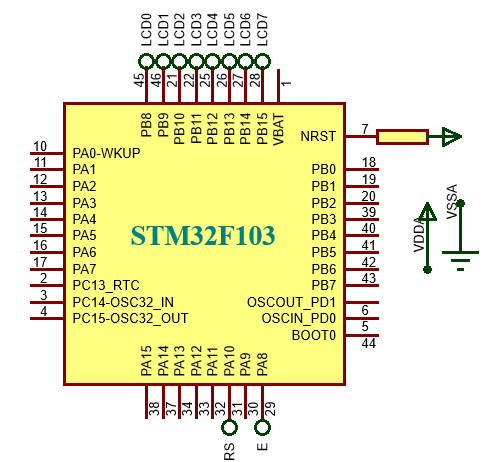 LCD0 LCD1 LCD2 LCD3 LCD4 LCD5 LCD6 LCD7
45 46 21 22 25 26 27 28 1
PB8 PB9 PB10 PB11 PB12 PB13 PB14 PB15 VBAT
NRST 7
10 PA0-WKUP
11 PA1
12 PA2
13 PA3
14 PA4
15 PA5
16 PA6
17 PA7
2 PC13_RTC
3 PC14-OSC32_IN
4 PC15-OSC32_OUT
STM32F103
PB0 18
PB1 19
PB2 20
PB3 39
PB4 40
PB5 41
PB6 42
PB7 43
OSCOUT_PD1 6
OSCIN_PD0 5
BOOT0 44
VDDA
VSSA
PA15 PA14 PA13 PA12 PA11 PA10 PA9 PA8
38 37 34 33 32 31 30 29
RS E